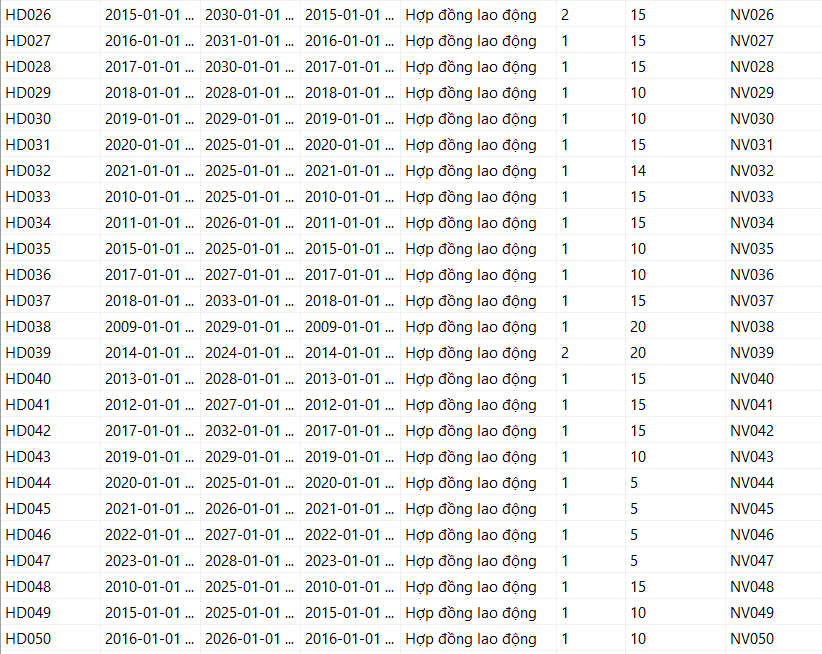 HD026 2015-01-01 ... 2030-01-01 ... 2015-01-01 ... Hợp đồng lao động 2 15 NV026
HD027 2016-01-01 ... 2031-01-01 ... 2016-01-01 ... Hợp đồng lao động 1 15 NV027
HD028 2017-01-01 ... 2030-01-01 ... 2017-01-01 ... Hợp đồng lao động 1 15 NV028
HD029 2018-01-01 ... 2028-01-01 ... 2018-01-01 ... Hợp đồng lao động 1 10 NV029
HD030 2019-01-01 ... 2029-01-01 ... 2019-01-01 ... Hợp đồng lao động 1 10 NV030
HD031 2020-01-01 ... 2025-01-01 ... 2020-01-01 ... Hợp đồng lao động 1 15 NV031
HD032 2021-01-01 ... 2025-01-01 ... 2021-01-01 ... Hợp đồng lao động 1 14 NV032
HD033 2010-01-01 ... 2025-01-01 ... 2010-01-01 ... Hợp đồng lao động 1 15 NV033
HD034 2011-01-01 ... 2026-01-01 ... 2011-01-01 ... Hợp đồng lao động 1 15 NV034
HD035 2015-01-01 ... 2025-01-01 ... 2015-01-01 ... Hợp đồng lao động 1 10 NV035
HD036 2017-01-01 ... 2027-01-01 ... 2017-01-01 ... Hợp đồng lao động 1 10 NV036
HD037 2018-01-01 ... 2033-01-01 ... 2018-01-01 ... Hợp đồng lao động 1 15 NV037
HD038 2009-01-01 ... 2029-01-01 ... 2009-01-01 ... Hợp đồng lao động 1 20 NV038
HD039 2014-01-01 ... 2024-01-01 ... 2014-01-01 ... Hợp đồng lao động 2 20 NV039
HD040 2013-01-01 ... 2028-01-01 ... 2013-01-01 ... Hợp đồng lao động 1 15 NV040
HD041 2012-01-01 ... 2027-01-01 ... 2012-01-01 ... Hợp đồng lao động 1 15 NV041
HD042 2017-01-01 ... 2032-01-01 ... 2017-01-01 ... Hợp đồng lao động 1 15 NV042
HD043 2019-01-01 ... 2029-01-01 ... 2019-01-01 ... Hợp đồng lao động 1 10 NV043
HD044 2020-01-01 ... 2025-01-01 ... 2020-01-01 ... Hợp đồng lao động 1 5 NV044
HD045 2021-01-01 ... 2026-01-01 ... 2021-01-01 ... Hợp đồng lao động 1 5 NV045
HD046 2022-01-01 ... 2027-01-01 ... 2022-01-01 ... Hợp đồng lao động 1 5 NV046
HD047 2023-01-01 ... 2028-01-01 ... 2023-01-01 ... Hợp đồng lao động 1 5 NV047
HD048 2010-01-01 ... 2025-01-01 ... 2010-01-01 ... Hợp đồng lao động 1 15 NV048
HD049 2015-01-01 ... 2025-01-01 ... 2015-01-01 ... Hợp đồng lao động 1 10 NV049
HD050 2016-01-01 ... 2026-01-01 ... 2016-01-01 ... Hợp đồng lao động 1 10 NV050